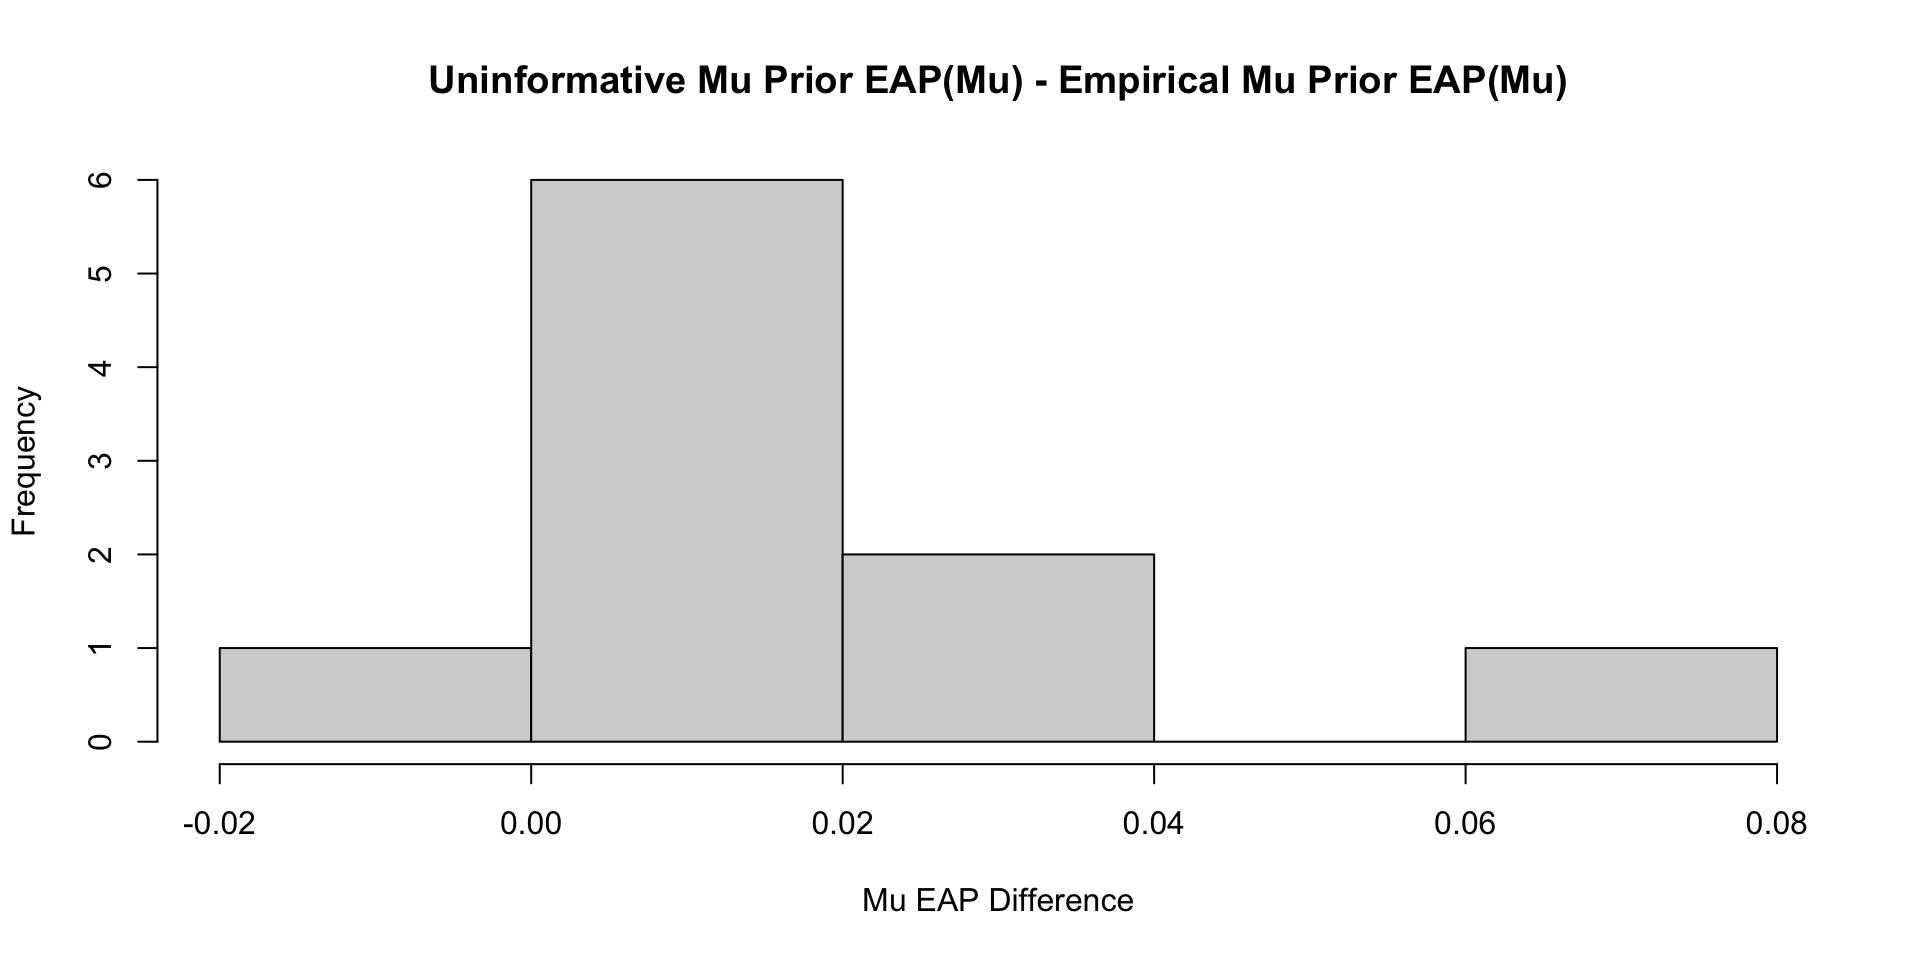 Uninformative Mu Prior EAP(Mu) - Empirical Mu Prior EAP(Mu)
Frequency
6
5
4
3
2
1
0
-0.02 0.00 0.02 0.04 0.06 0.08
Mu EAP Difference